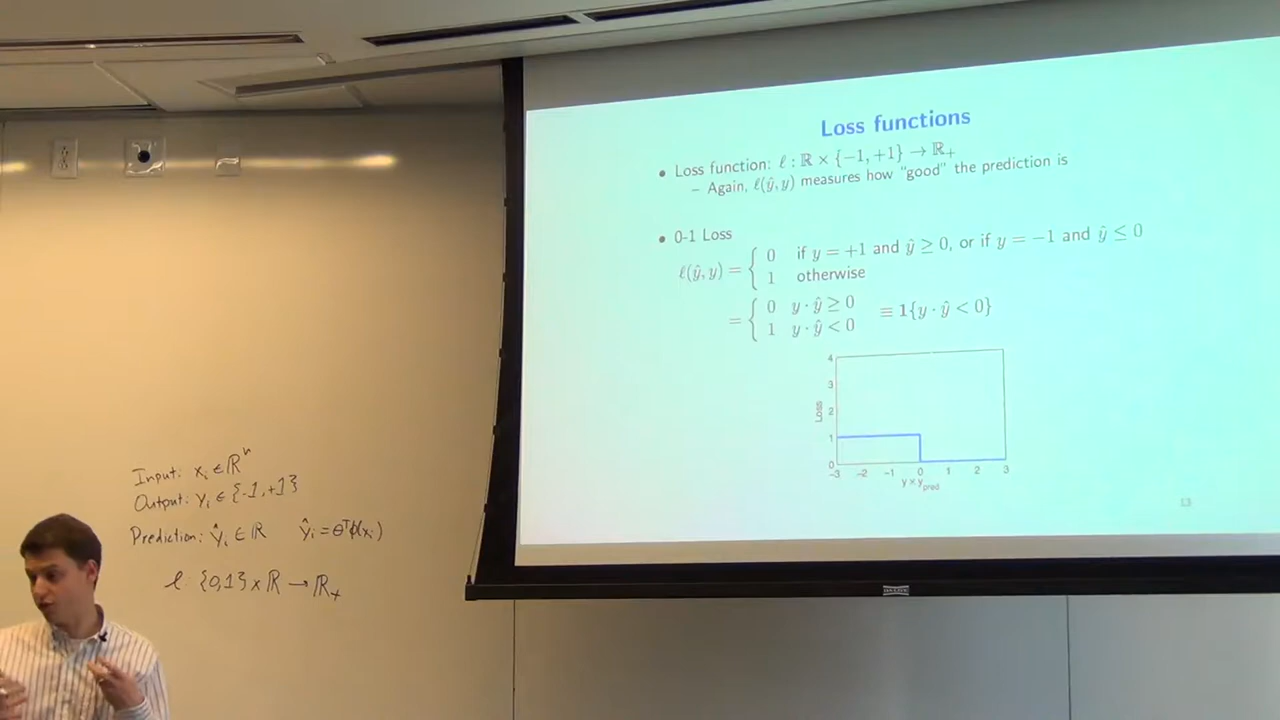 Loss functions
• Loss function: ℓ : ℝ × {−1, +1} → ℝ₊
– Again, ℓ(ŷ, y) measures how “good” the prediction is
• 0-1 Loss
ℓ(ŷ, y) = { 0 if y = +1 and ŷ ≥ 0, or if y = −1 and ŷ ≤ 0
1 otherwise
= { 0 y · ŷ ≥ 0
1 y · ŷ < 0 ≡ 1{y · ŷ < 0}
4
3
2
1
0
Loss
−3 −2 −1 0 1 2 3
y × y_pred
13
Input: xᵢ ∈ ℝⁿ
Output: yᵢ ∈ {-1,+1}
Prediction: ŷᵢ ∈ ℝ ŷᵢ = θᵀφ(xᵢ)
ℓ: {0,1} × ℝ → ℝ₊